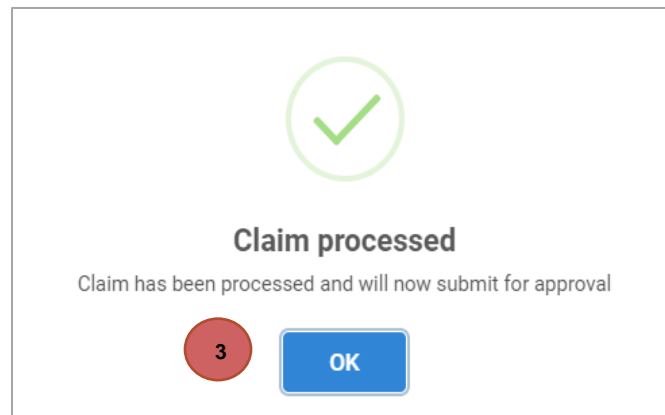 Claim processed
Claim has been processed and will now submit for approval
3
OK